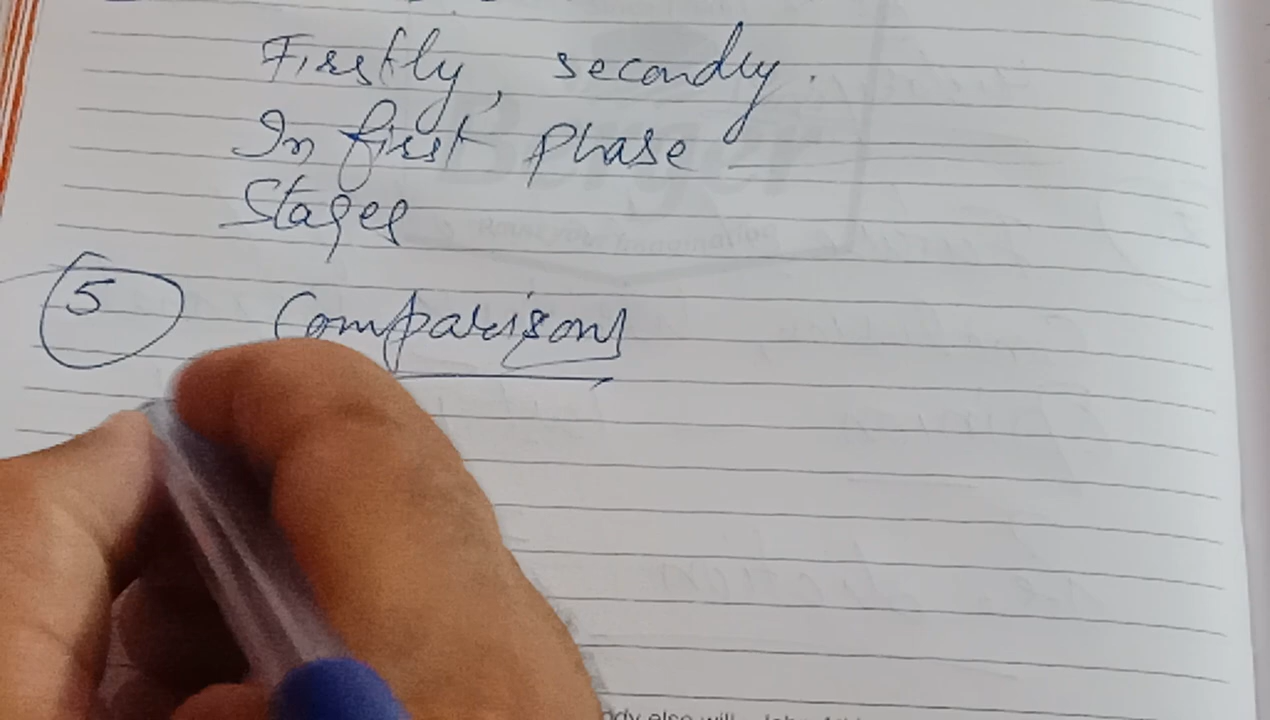 Firstly, secondly.
In first Phase
Stages
5 Comparisons